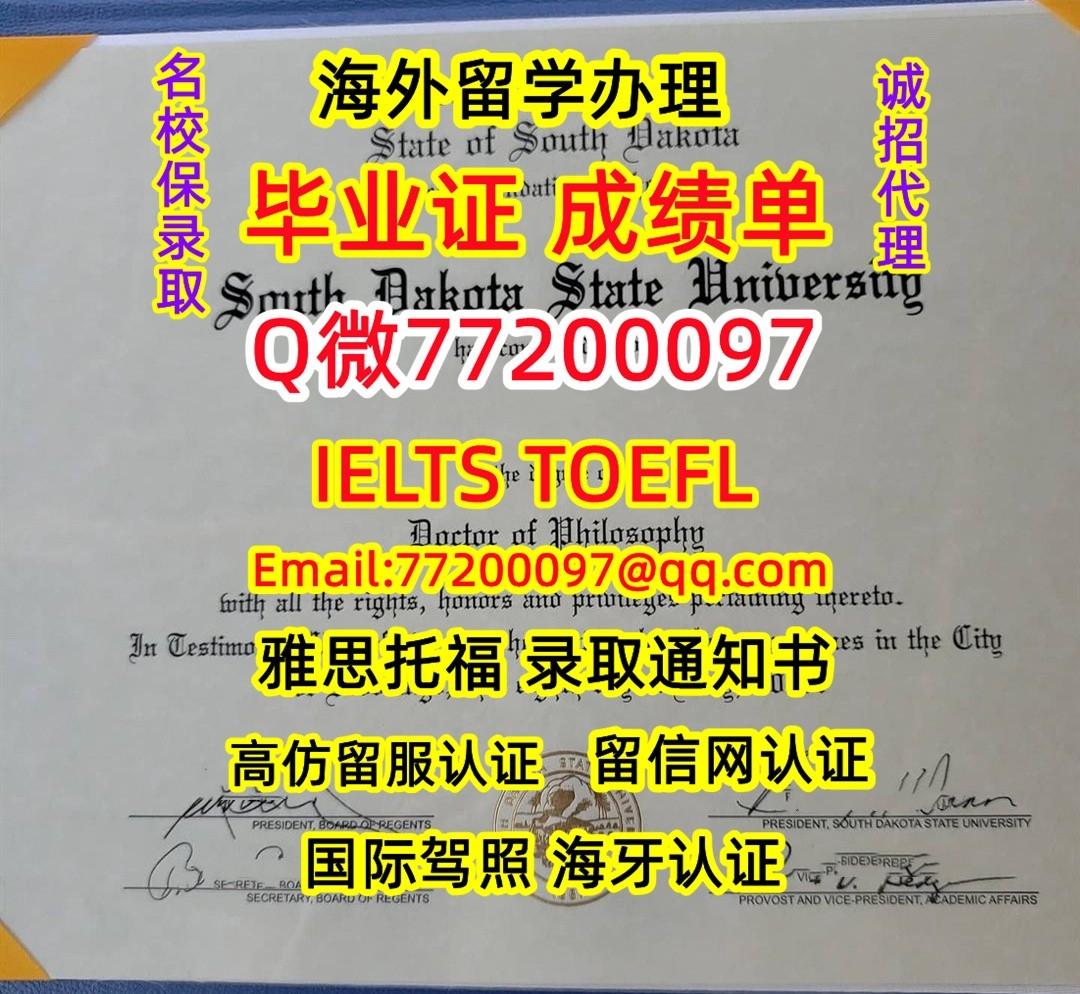 名校保录取
海外留学办理
诚招代理
State of South Dakota
毕业证 成绩单
South Dakota State University
Q微77200097
IELTS TOEFL
Doctor of Philosophy
Email:77200097@qq.com
with all the rights, honors and privileges pertaining thereto.
In
in the City
雅思托福 录取通知书
高仿留服认证 留信网认证
PRESIDENT, BOARD OF REGENTS
PRESIDENT, SOUTH DAKOTA STATE UNIVERSITY
国际驾照 海牙认证
SECRETARY, BOARD OF REGENTS
PROVOST AND VICE-PRESIDENT, ACADEMIC AFFAIRS